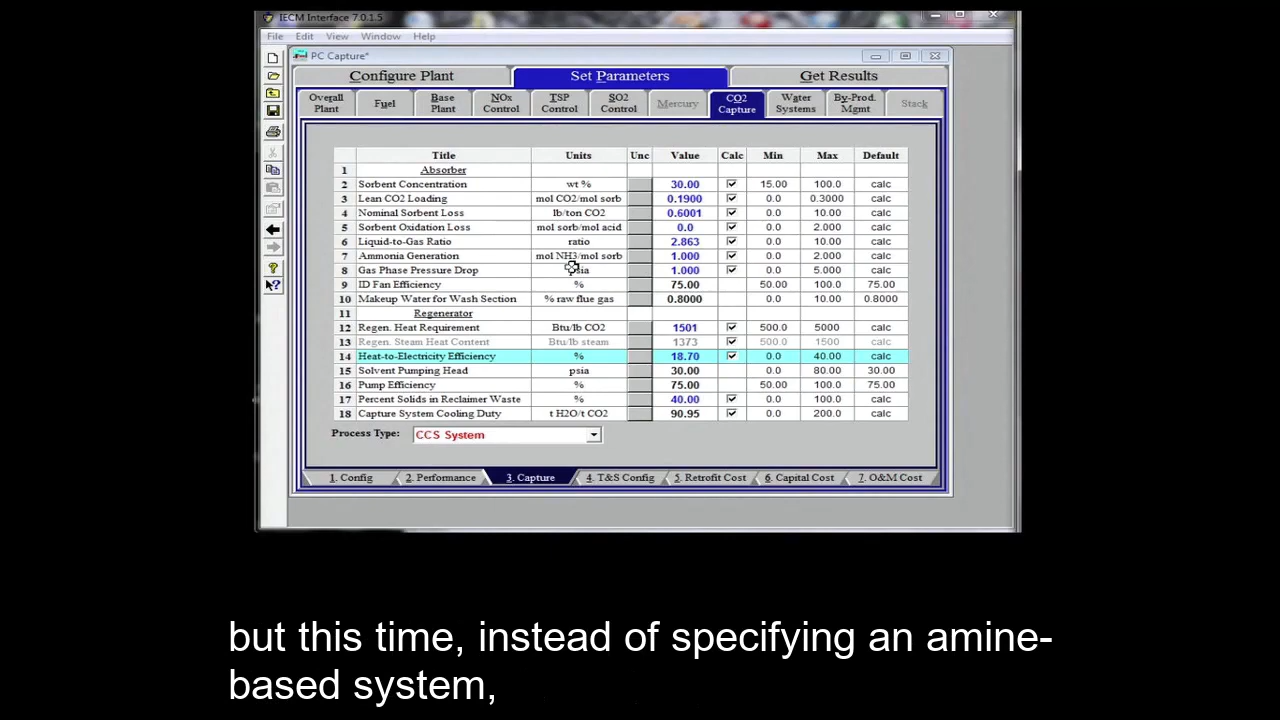 IECM Interface 7.0.1.5
File Edit View Window Help
PC Capture*
Configure Plant Set Parameters Get Results
Overall Plant Fuel Base Plant NOx Control TSP Control SO2 Control Mercury CO2 Capture Water Systems By-Prod. Mgmt Stack
Title Units Unc Value Calc Min Max Default
1 Absorber
2 Sorbent Concentration wt % 30.00 15.00 100.0 calc
3 Lean CO2 Loading mol CO2/mol sorb 0.1900 0.0 0.3000 calc
4 Nominal Sorbent Loss lb/ton CO2 0.6001 0.0 10.00 calc
5 Sorbent Oxidation Loss mol sorb/mol acid 0.0 0.0 2.000 calc
6 Liquid-to-Gas Ratio ratio 2.863 0.0 10.00 calc
7 Ammonia Generation mol NH3/mol sorb 1.000 0.0 2.000 calc
8 Gas Phase Pressure Drop psia 1.000 0.0 5.000 calc
9 ID Fan Efficiency % 75.00 50.00 100.0 75.00
10 Makeup Water for Wash Section % raw flue gas 0.8000 0.0 10.00 0.8000
11 Regenerator
12 Regen. Heat Requirement Btu/lb CO2 1501 500.0 5000 calc
13 Regen. Steam Heat Content Btu/lb steam 1373 500.0 1500 calc
14 Heat-to-Electricity Efficiency % 18.70 0.0 40.00 calc
15 Solvent Pumping Head psia 30.00 0.0 80.00 30.00
16 Pump Efficiency % 75.00 50.00 100.0 75.00
17 Percent Solids in Reclaimer Waste % 40.00 0.0 100.0 calc
18 Capture System Cooling Duty t H2O/t CO2 90.95 0.0 200.0 calc
Process Type: CCS System
1. Config 2. Performance 3. Capture 4. T&S Config 5. Retrofit Cost 6. Capital Cost 7. O&M Cost
but this time, instead of specifying an amine-
based system,